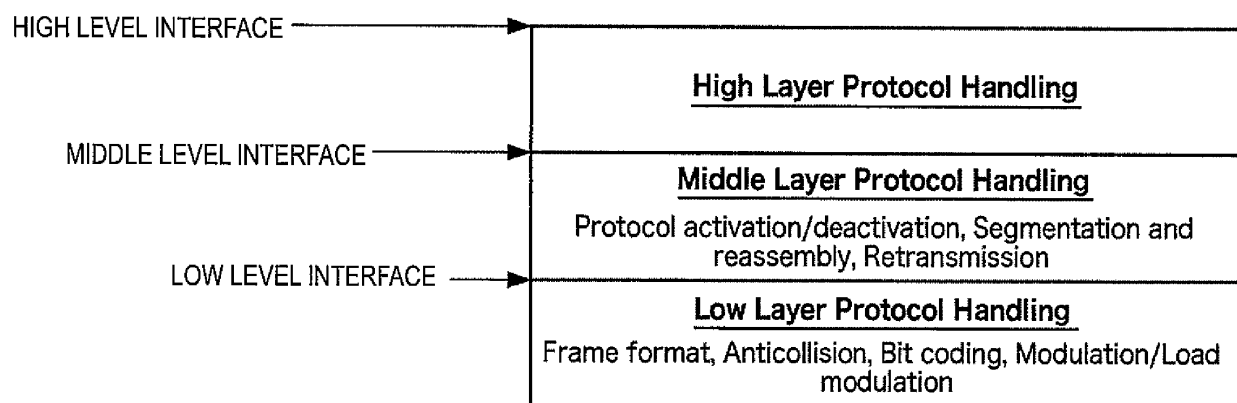 HIGH LEVEL INTERFACE
High Layer Protocol Handling
MIDDLE LEVEL INTERFACE
Middle Layer Protocol Handling
Protocol activation/deactivation, Segmentation and
reassembly, Retransmission
LOW LEVEL INTERFACE
Low Layer Protocol Handling
Frame format, Anticollision, Bit coding, Modulation/Load
modulation